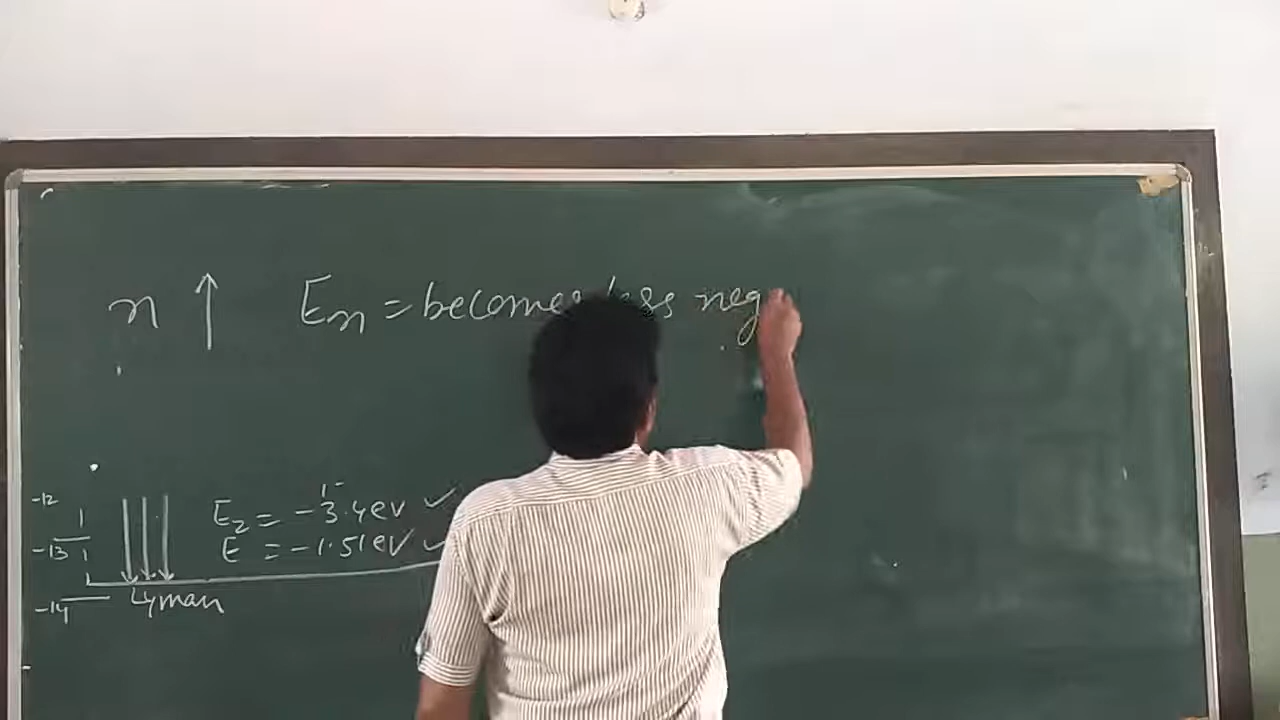 n ↑ En = becomes less neg
-12
E2 = -3.4ev ✓
-13
E = -1.51eV ✓
-14
Lyman